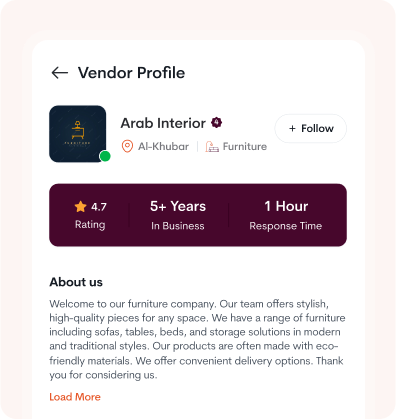 Vendor Profile
Arab Interior
Al-Khubar
Furniture
+ Follow
FURNITURE
4.7
Rating
5+ Years
In Business
1 Hour
Response Time
About us
Welcome to our furniture company. Our team offers stylish,
high-quality pieces for any space. We have a range of furniture
including sofas, tables, beds, and storage solutions in modern
and traditional styles. Our products are often made with eco-
friendly materials. We offer convenient delivery options. Thank
you for considering us.
Load More